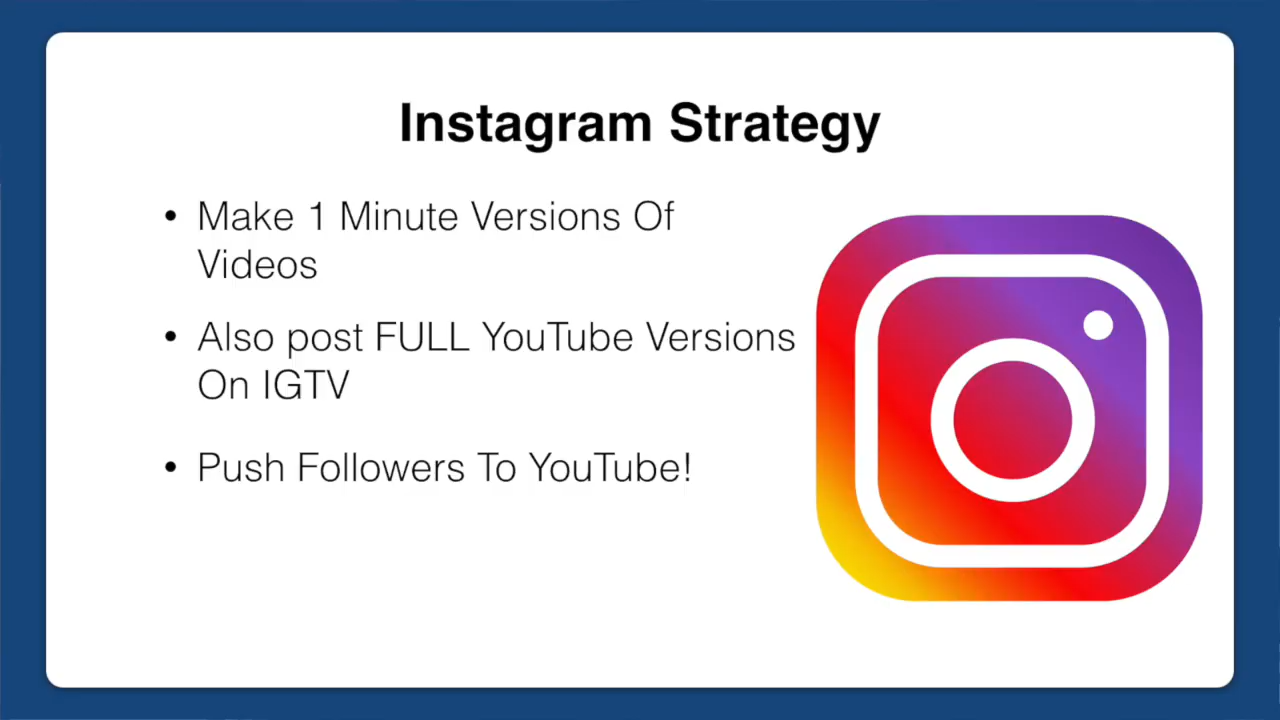 Instagram Strategy
• Make 1 Minute Versions Of
Videos
• Also post FULL YouTube Versions
On IGTV
• Push Followers To YouTube!